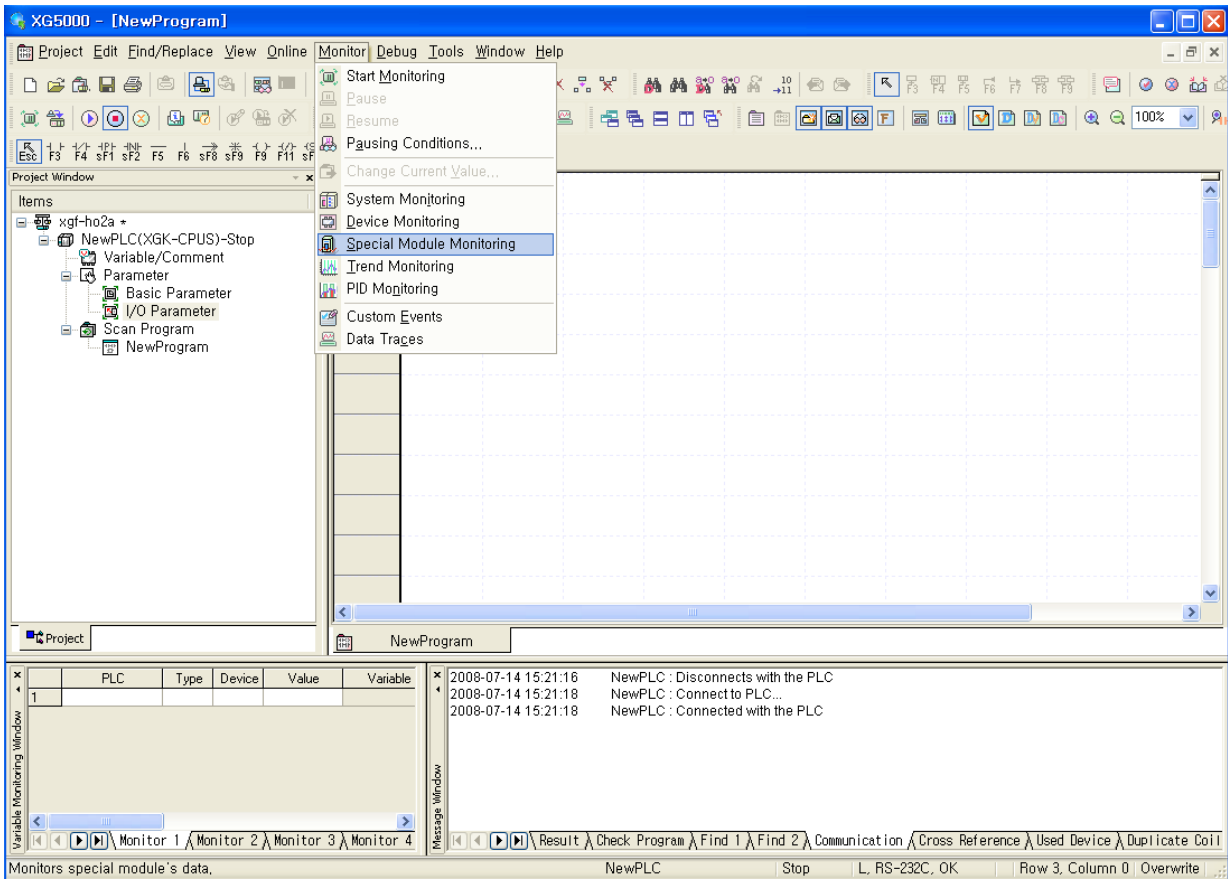 XG5000 - [NewProgram]
Project Edit Find/Replace View Online Monitor Debug Tools Window Help
Start Monitoring
Pause
Resume
Pausing Conditions...
Change Current Value...
System Monitoring
Device Monitoring
Special Module Monitoring
Trend Monitoring
PID Monitoring
Custom Events
Data Traces
100%
Esc F3 F4 sF1 sF2 F5 F6 sF8 sF9 F9 F11
Project Window
Items
xgf-ho2a *
NewPLC(XGK-CPUS)-Stop
Variable/Comment
Parameter
Basic Parameter
I/O Parameter
Scan Program
NewProgram
Project
NewProgram
PLC Type Device Value Variable
1
Variable Monitoring Window
Monitor 1 Monitor 2 Monitor 3 Monitor 4
2008-07-14 15:21:16 NewPLC : Disconnects with the PLC
2008-07-14 15:21:18 NewPLC : Connect to PLC...
2008-07-14 15:21:18 NewPLC : Connected with the PLC
Message Window
Result Check Program Find 1 Find 2 Communication Cross Reference Used Device Duplicate Coil
Monitors special module's data, NewPLC Stop L, RS-232C, OK Row 3, Column 0 Overwrite